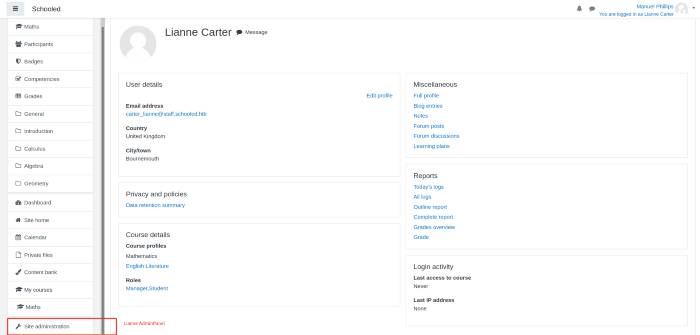 Schooled
Manuel Phillips
You are logged in as Lianne Carter
Maths
Participants
Badges
Competencies
Grades
General
Introduction
Calculus
Algebra
Geometry
Dashboard
Site home
Calendar
Private files
Content bank
My courses
Maths
Site administration
Lianne Carter Message
User details
Edit profile
Email address
carter_lianne@staff.schooled.htb
Country
United Kingdom
City/town
Bournemouth
Privacy and policies
Data retention summary
Course details
Course profiles
Mathematics
English Literature
Roles
Manager,Student
Lianne AdminPanel
Miscellaneous
Full profile
Blog entries
Notes
Forum posts
Forum discussions
Learning plans
Reports
Today's logs
All logs
Outline report
Complete report
Grades overview
Grade
Login activity
Last access to course
Never
Last IP address
None